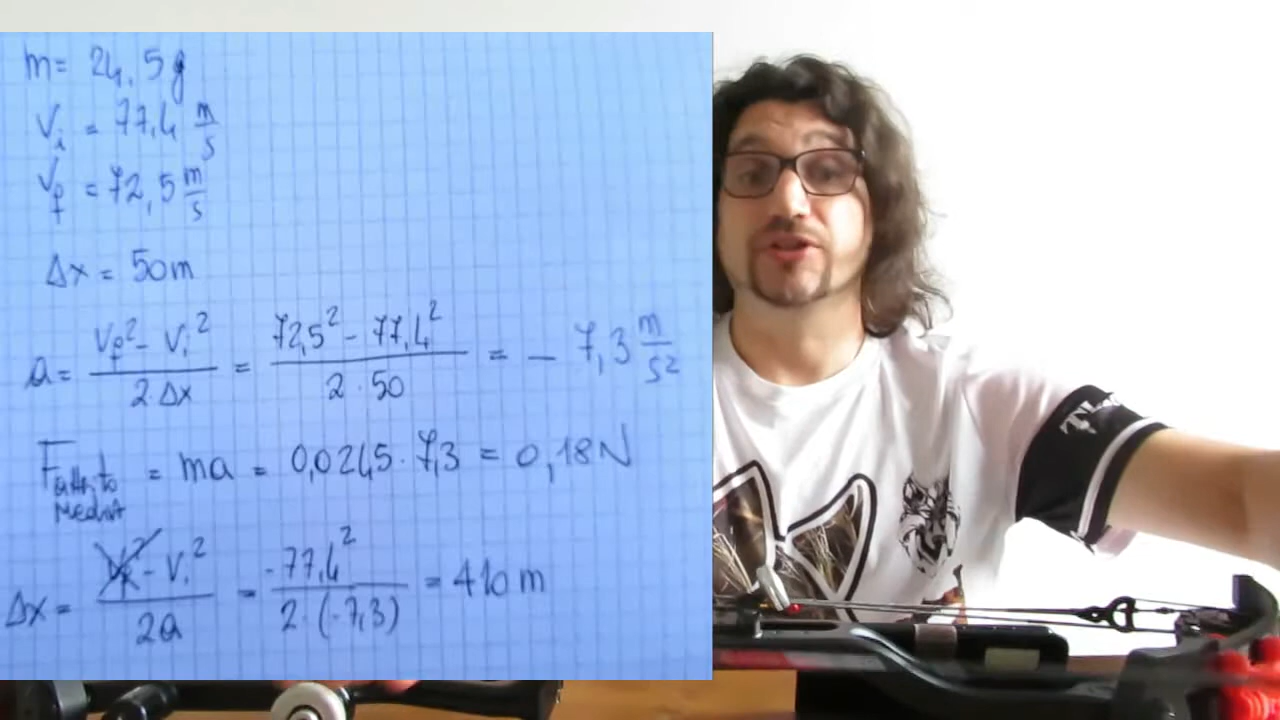 m = 24,5 g
Vi = 77,4 m/s
Vf = 72,5 m/s
Δx = 50 m
a = (Vf² - Vi²)/(2·Δx) = (72,5² - 77,4²)/(2·50) = - 7,3 m/s²
F attrito media = ma = 0,0245·7,3 = 0,18 N
Δx = (Vf² - Vi²)/(2a) = (-77,4²)/(2·(-7,3)) = 410 m